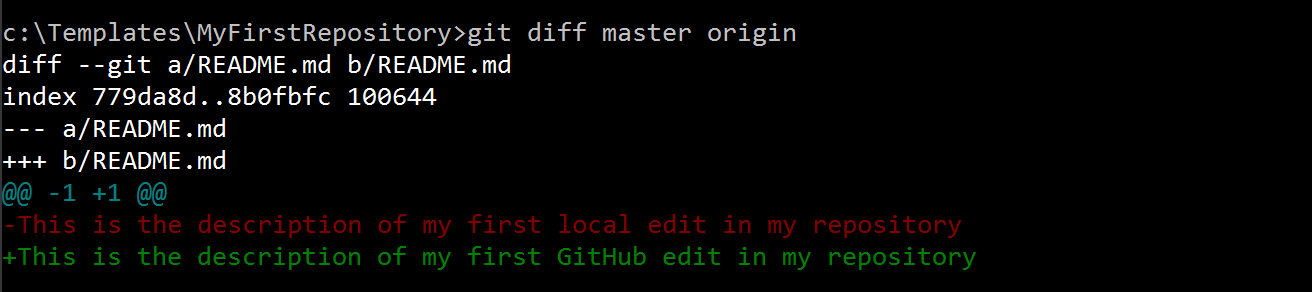 c:\Templates\MyFirstRepository>git diff master origin
diff --git a/README.md b/README.md
index 779da8d..8b0fbfc 100644
--- a/README.md
+++ b/README.md
@@ -1 +1 @@
-This is the description of my first local edit in my repository
+This is the description of my first GitHub edit in my repository